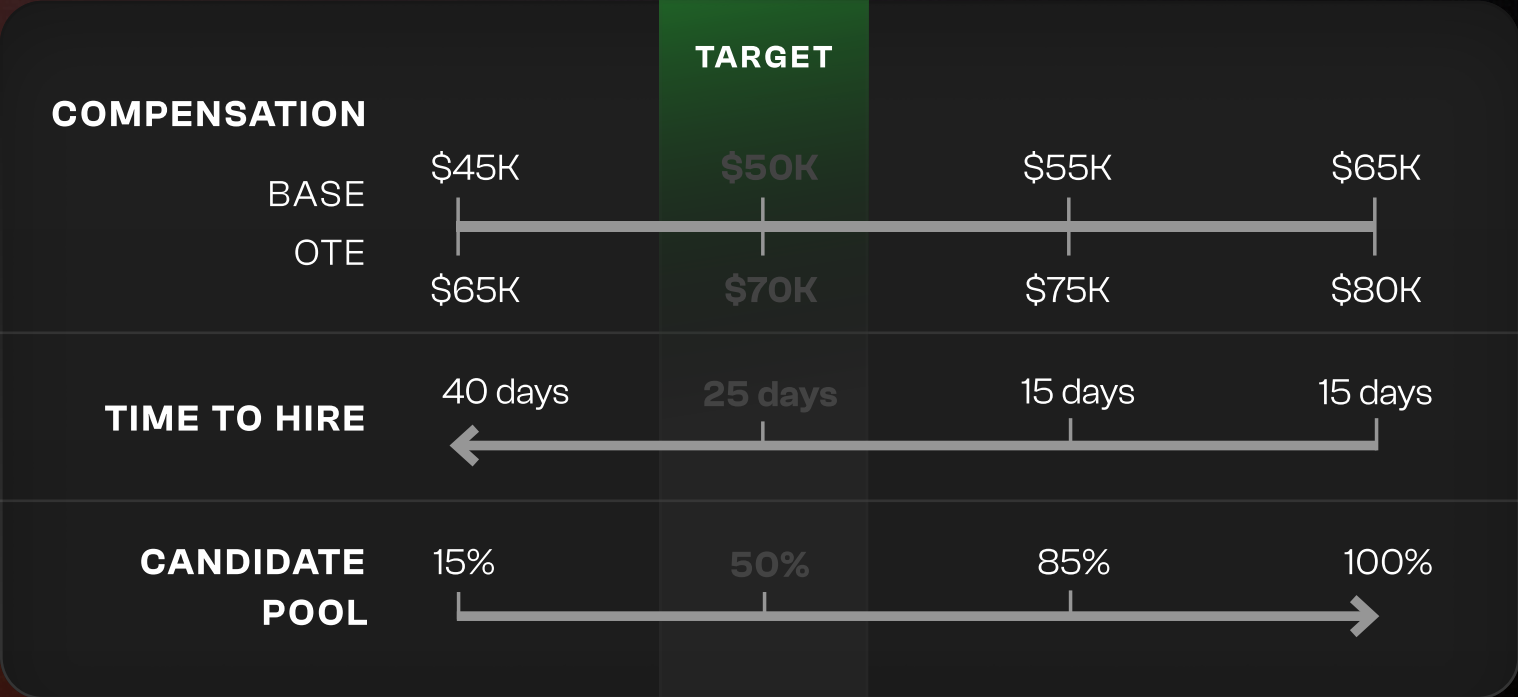 TARGET
COMPENSATION
$45K $50K $55K $65K
BASE
OTE
$65K $70K $75K $80K
40 days 25 days 15 days 15 days
TIME TO HIRE
CANDIDATE 15% 50% 85% 100%
POOL